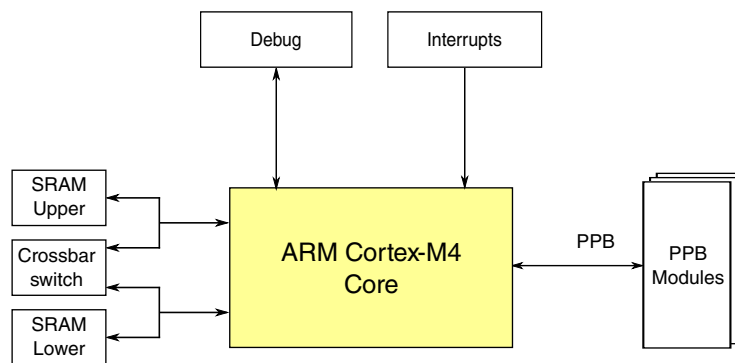 Debug
Interrupts
SRAM
Upper
Crossbar
switch
SRAM
Lower
ARM Cortex-M4
Core
PPB
PPB
Modules